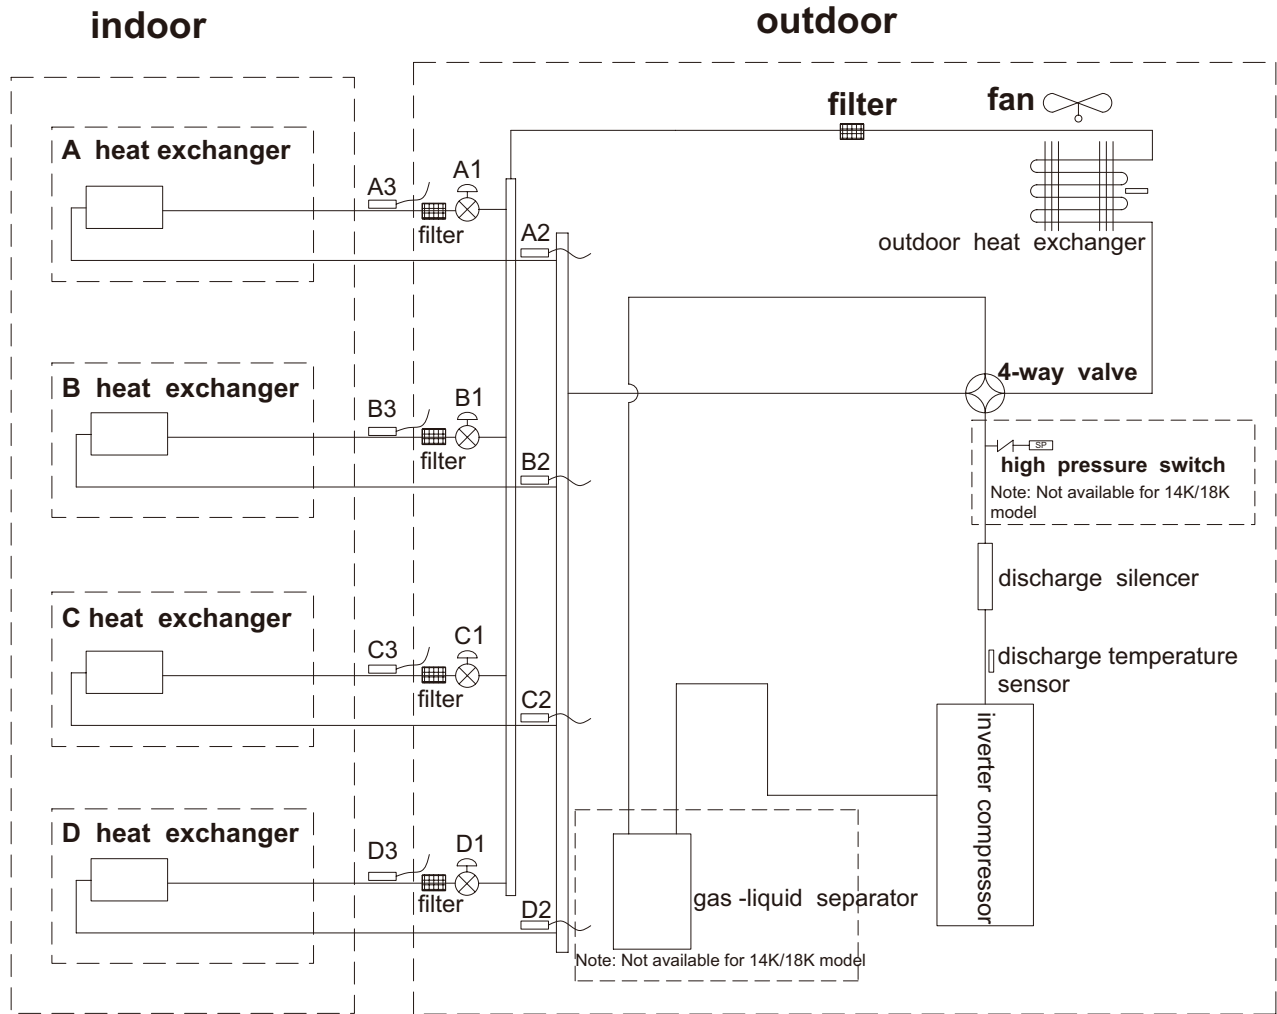 indoor
outdoor
filter
fan
A heat exchanger
A3
A1
filter
A2
outdoor heat exchanger
4-way valve
B heat exchanger
B3
B1
filter
B2
SP
high pressure switch
Note: Not available for 14K/18K
model
discharge silencer
C heat exchanger
C3
C1
filter
C2
discharge temperature
sensor
inverter compressor
D heat exchanger
D3
D1
filter
D2
gas -liquid separator
Note: Not available for 14K/18K model